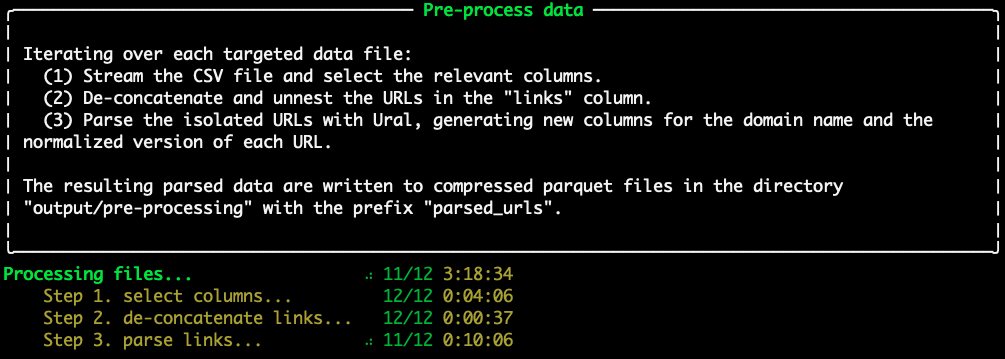 Pre-process data
Iterating over each targeted data file:
(1) Stream the CSV file and select the relevant columns.
(2) De-concatenate and unnest the URLs in the "links" column.
(3) Parse the isolated URLs with Ural, generating new columns for the domain name and the
normalized version of each URL.
The resulting parsed data are written to compressed parquet files in the directory
"output/pre-processing" with the prefix "parsed_urls".
Processing files... 11/12 3:18:34
Step 1. select columns... 12/12 0:04:06
Step 2. de-concatenate links... 12/12 0:00:37
Step 3. parse links... 11/12 0:10:06